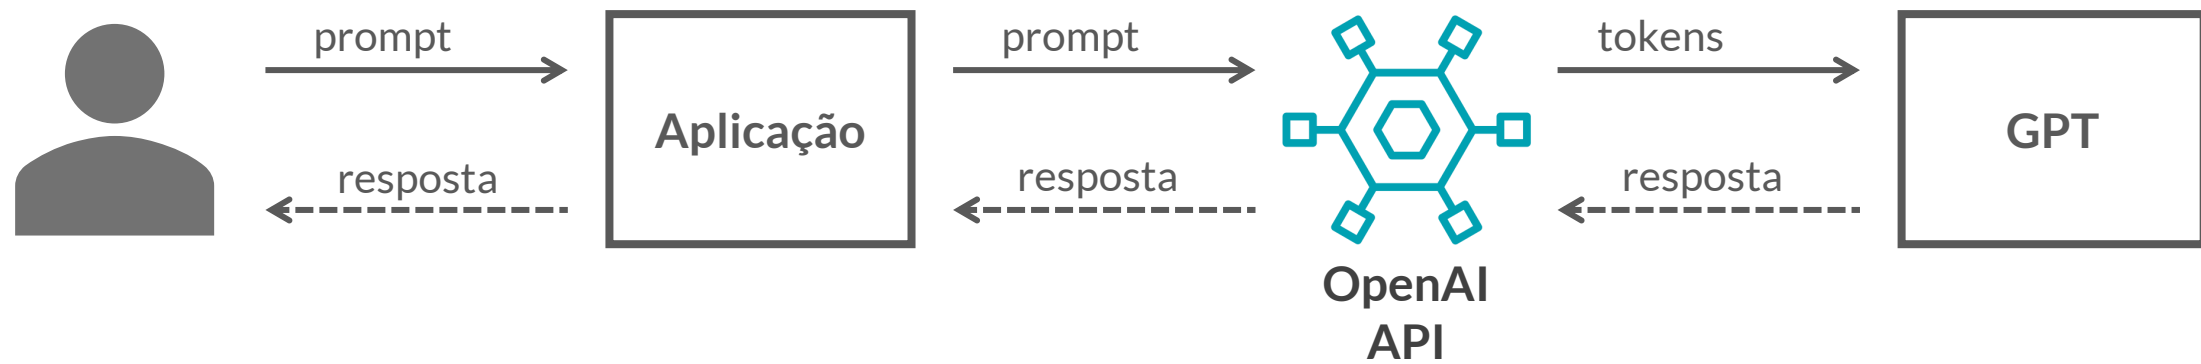 prompt
prompt
tokens
Aplicação
GPT
resposta
resposta
resposta
OpenAI
API